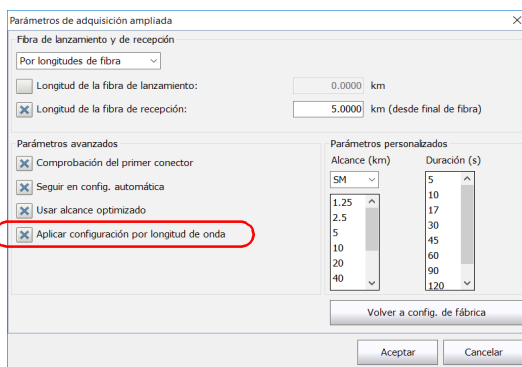 Parámetros de adquisición ampliada
Fibra de lanzamiento y de recepción
Por longitudes de fibra
Longitud de la fibra de lanzamiento: 0.0000 km
Longitud de la fibra de recepción: 5.0000 km (desde final de fibra)
Parámetros avanzados
Comprobación del primer conector
Seguir en config. automática
Usar alcance optimizado
Aplicar configuración por longitud de onda
Parámetros personalizados
Alcance (km) Duración (s)
SM
1.25
2.5
5
10
20
40
5
10
17
30
45
60
90
120
Volver a config. de fábrica
Aceptar Cancelar